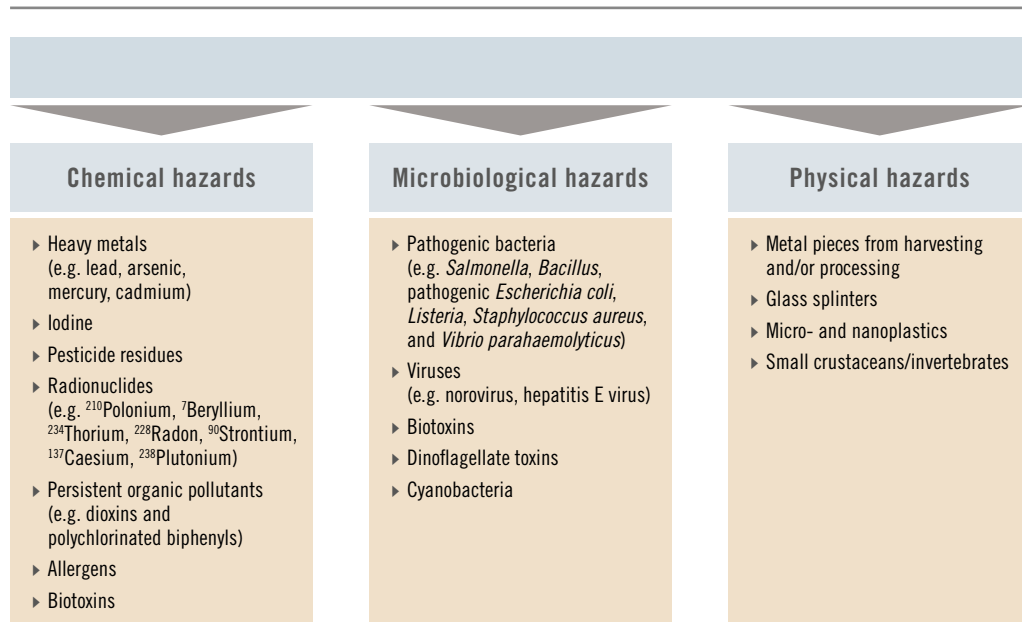 Chemical hazards
Heavy metals
(e.g. lead, arsenic,
mercury, cadmium)
Iodine
Pesticide residues
Radionuclides
(e.g. ²¹⁰Polonium, ⁷Beryllium,
²³⁴Thorium, ²²⁸Radon, ⁹⁰Strontium,
¹³⁷Caesium, ²³⁸Plutonium)
Persistent organic pollutants
(e.g. dioxins and
polychlorinated biphenyls)
Allergens
Biotoxins
Microbiological hazards
Pathogenic bacteria
(e.g. Salmonella, Bacillus,
pathogenic Escherichia coli,
Listeria, Staphylococcus aureus,
and Vibrio parahaemolyticus)
Viruses
(e.g. norovirus, hepatitis E virus)
Biotoxins
Dinoflagellate toxins
Cyanobacteria
Physical hazards
Metal pieces from harvesting
and/or processing
Glass splinters
Micro- and nanoplastics
Small crustaceans/invertebrates